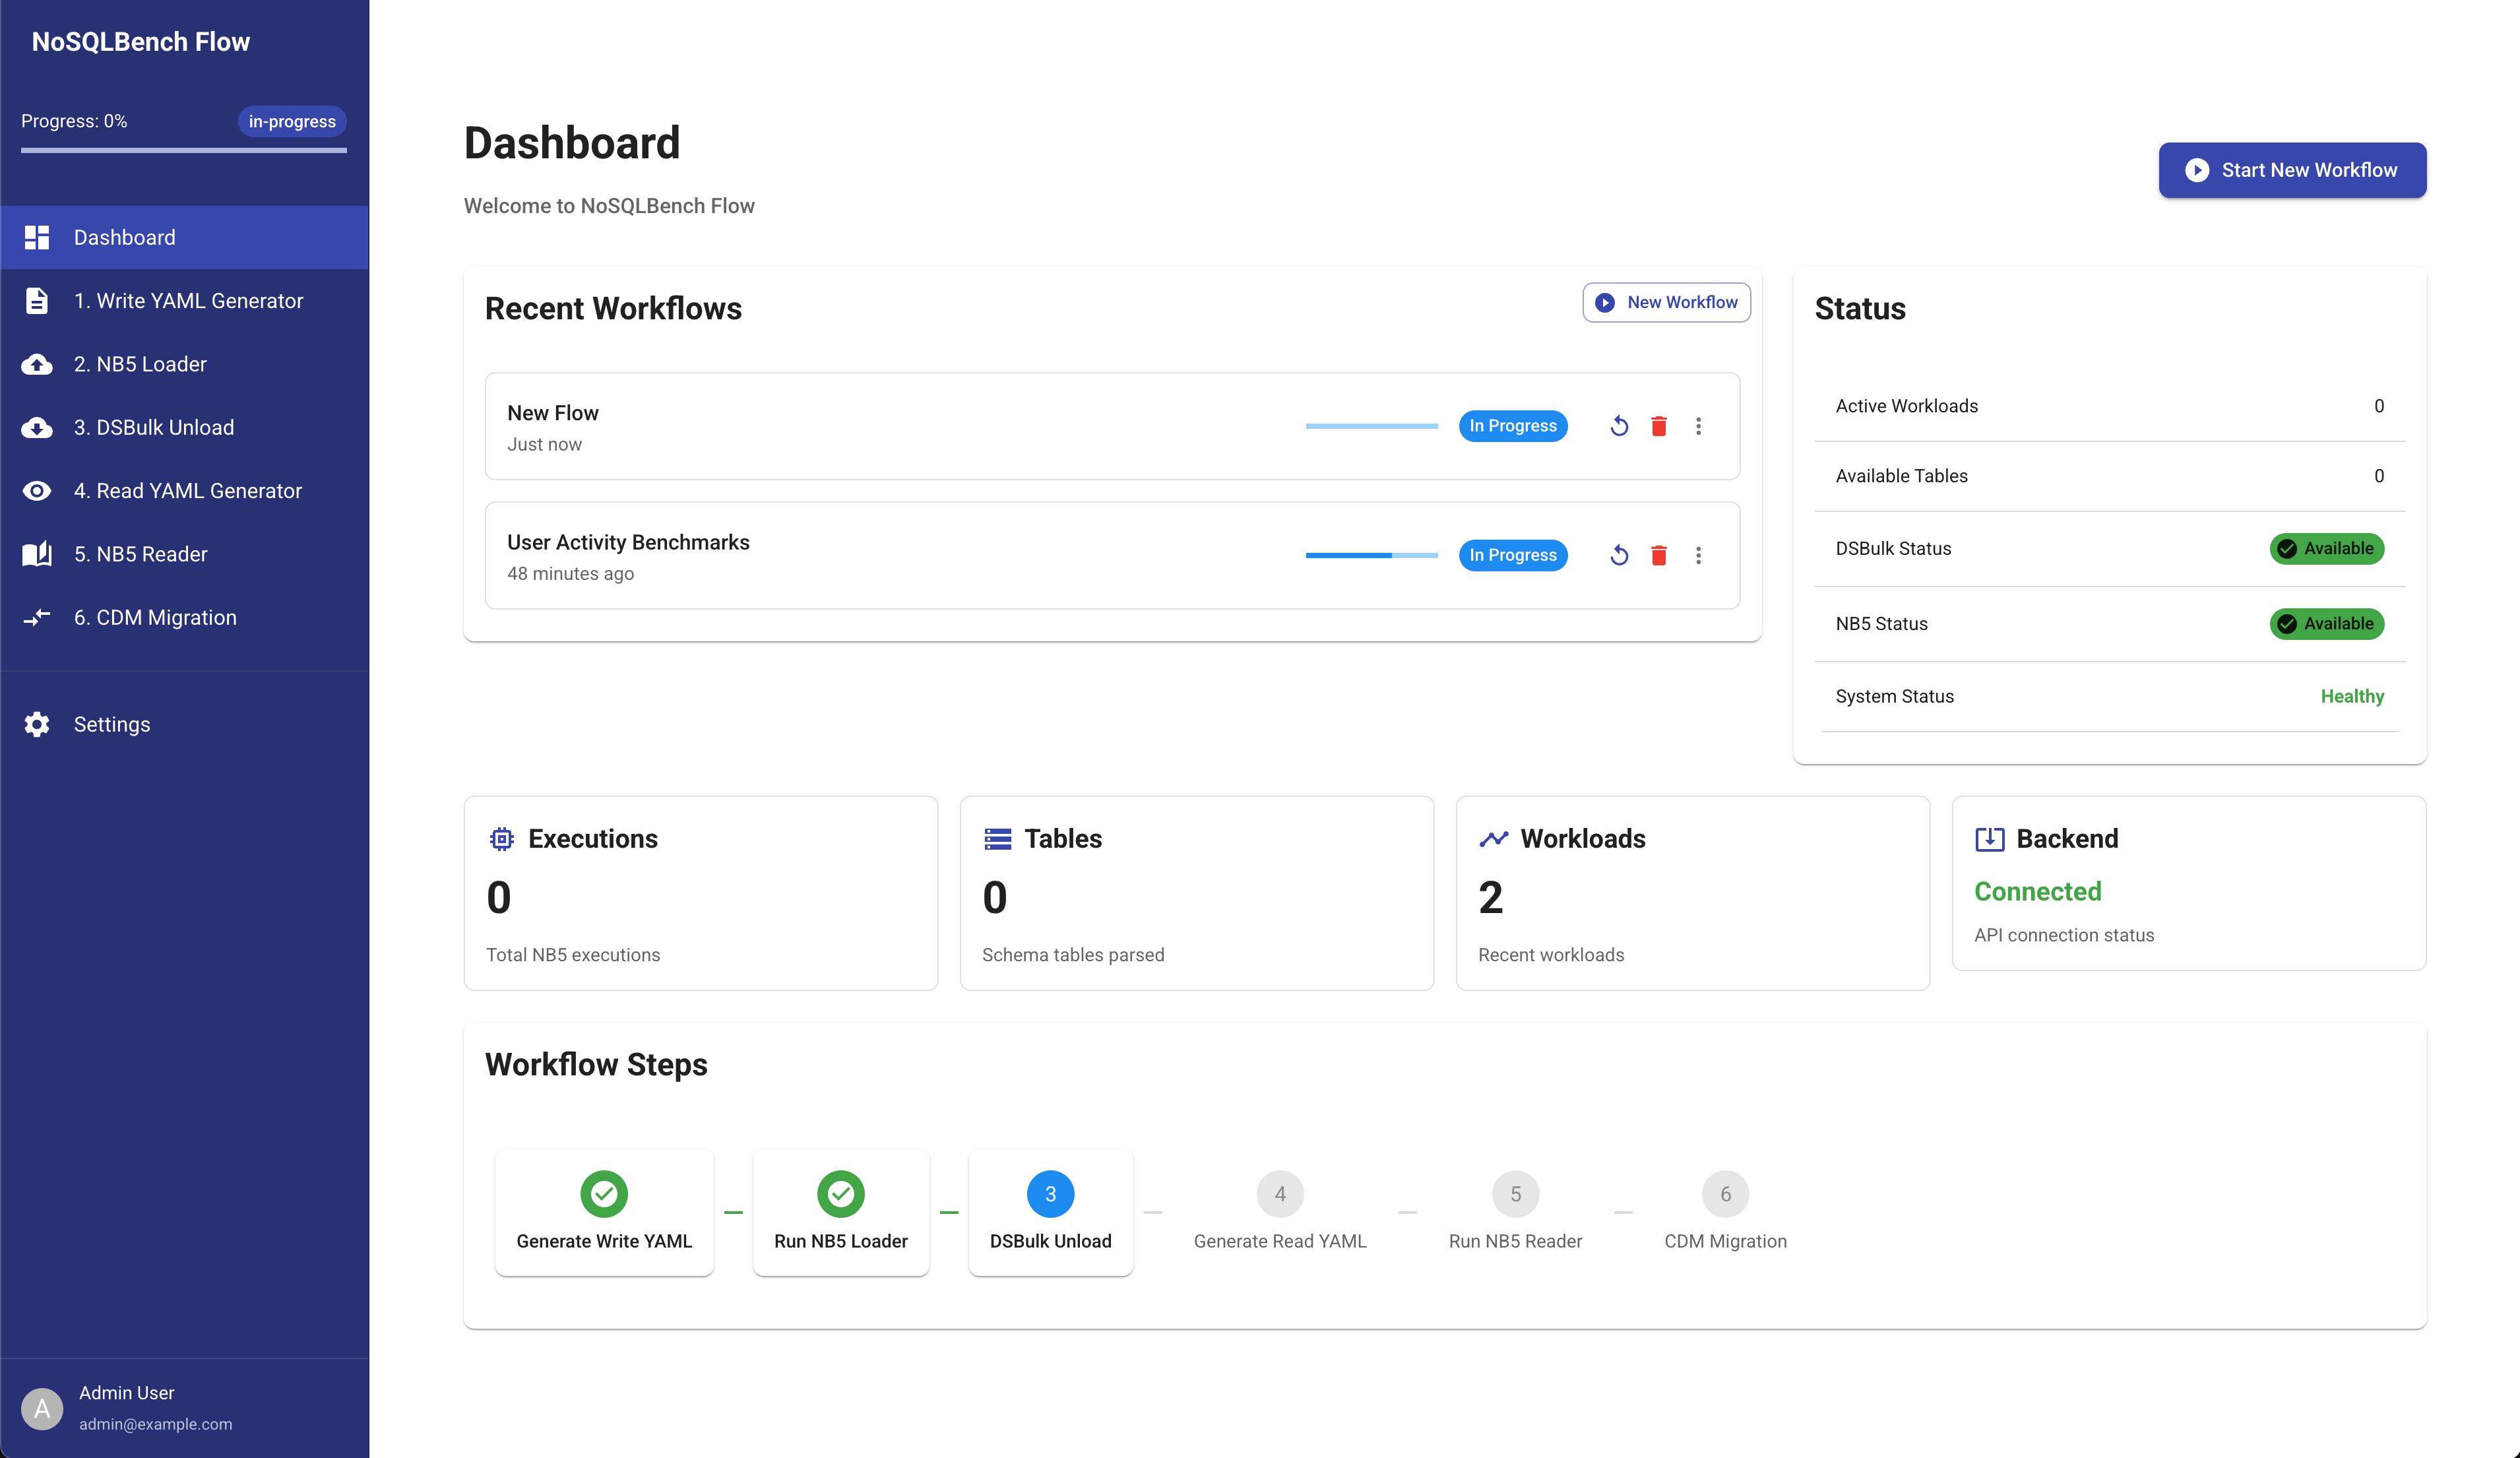 NoSQLBench Flow
Progress: 0%
in-progress
Dashboard
1. Write YAML Generator
2. NB5 Loader
3. DSBulk Unload
4. Read YAML Generator
5. NB5 Reader
6. CDM Migration
Settings
A
Admin User
admin@example.com
Dashboard
Welcome to NoSQLBench Flow
Start New Workflow
Recent Workflows
New Workflow
New Flow
Just now
In Progress
User Activity Benchmarks
48 minutes ago
In Progress
Status
Active Workloads 0
Available Tables 0
DSBulk Status Available
NB5 Status Available
System Status Healthy
Executions
0
Total NB5 executions
Tables
0
Schema tables parsed
Workloads
2
Recent workloads
Backend
Connected
API connection status
Workflow Steps
Generate Write YAML
Run NB5 Loader
3
DSBulk Unload
4
Generate Read YAML
5
Run NB5 Reader
6
CDM Migration